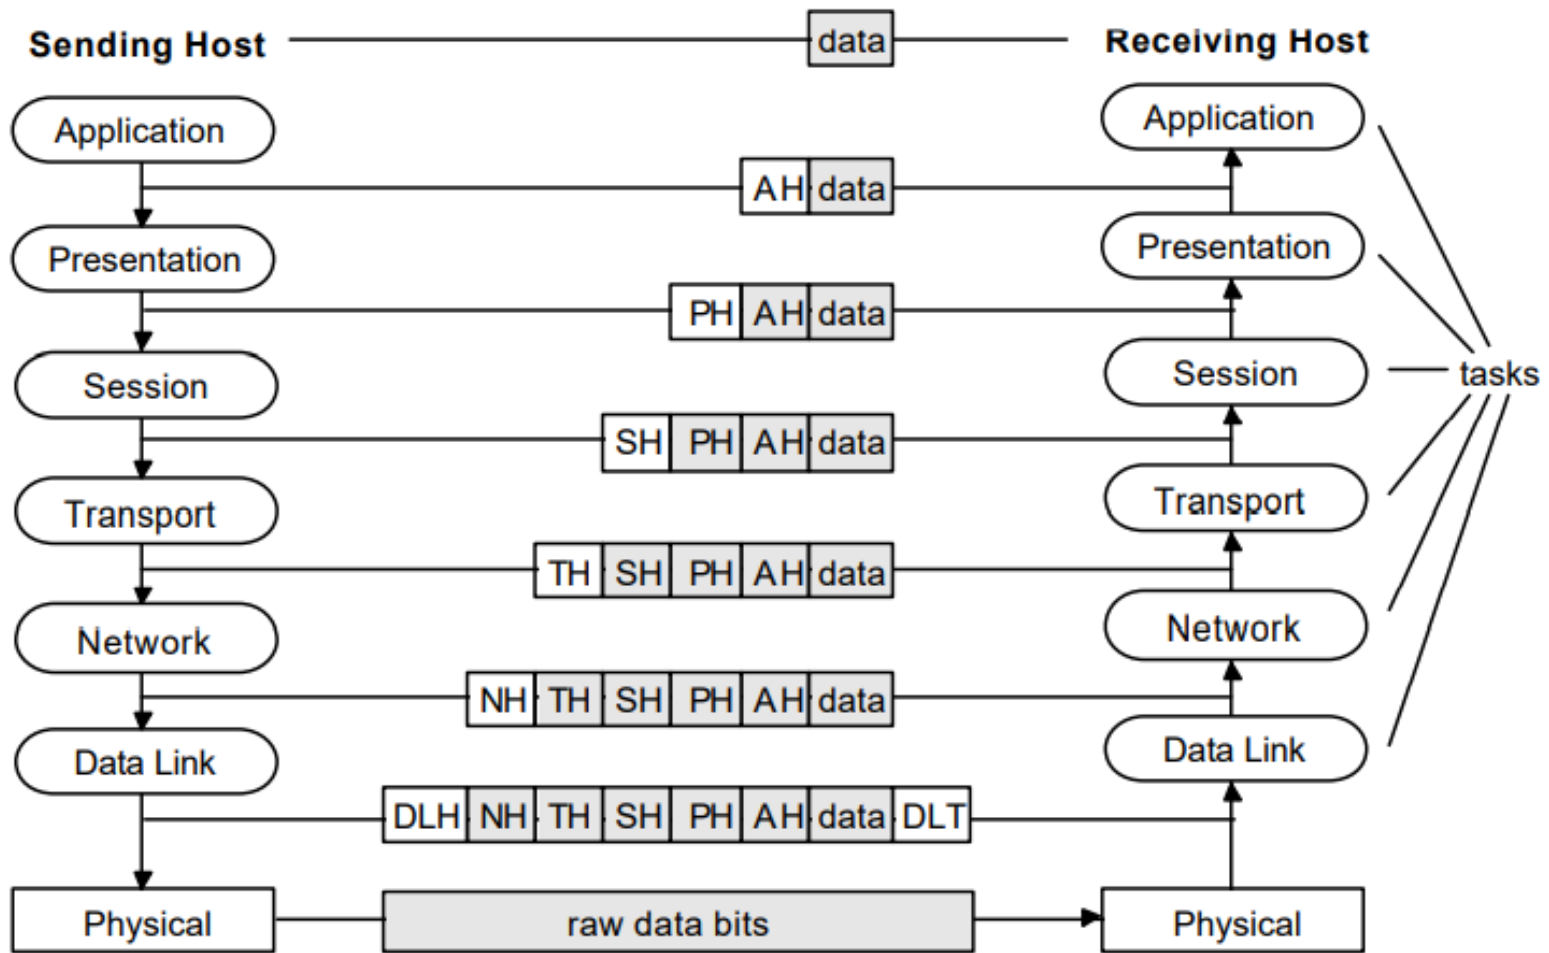 Sending Host data Receiving Host
Application Application
AH data
Presentation Presentation
PH AH data
Session Session tasks
SH PH AH data
Transport Transport
TH SH PH AH data
Network Network
NH TH SH PH AH data
Data Link Data Link
DLH NH TH SH PH AH data DLT
Physical raw data bits Physical